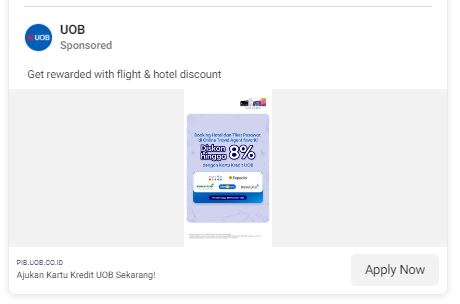 UOB
Sponsored
UOB
Get rewarded with flight & hotel discount
Booking Hotel dan Tiket Pesawat
di Online Travel Agent favorit!
Diskon
hingga 8%
dengan Kartu Kredit UOB
Expedia
PIB.UOB.CO.ID
Ajukan Kartu Kredit UOB Sekarang!
Apply Now